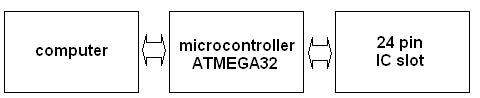 computer
microcontroller
ATMEGA32
24 pin
IC slot